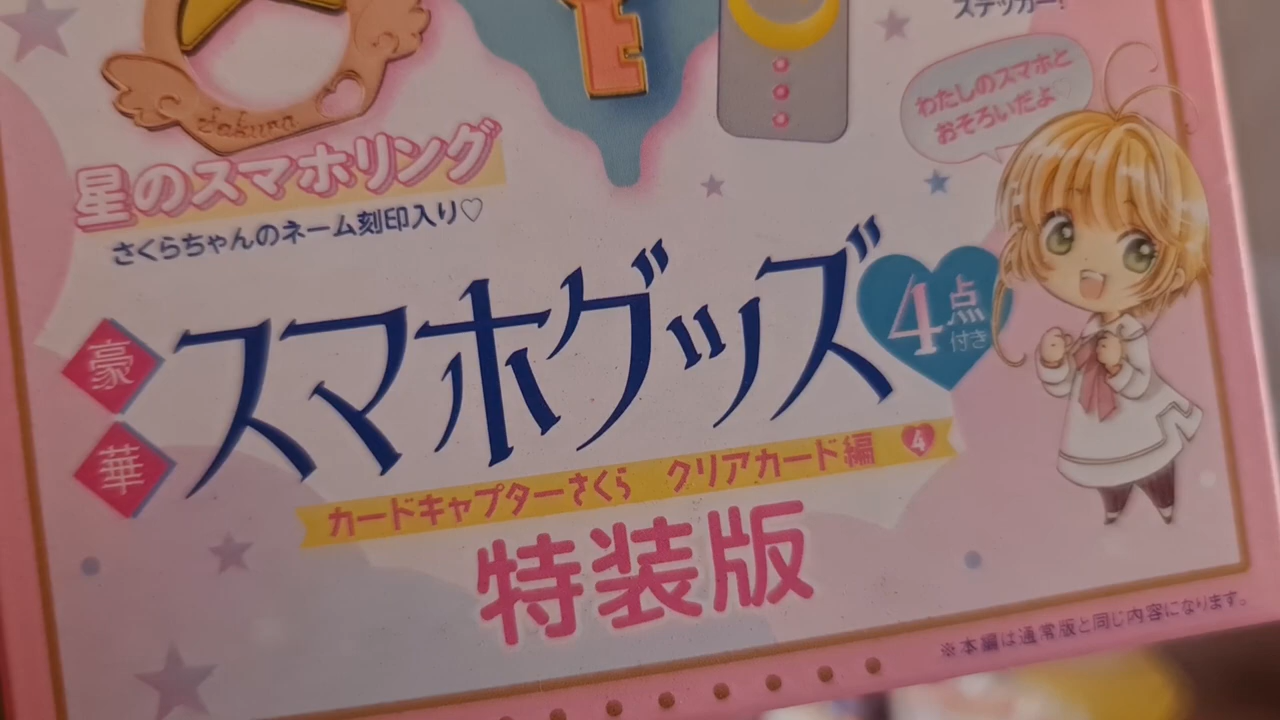 ステッカー!
わたしのスマホと
おそろいだよ♡
Sakura
星のスマホリング
さくらちゃんのネーム刻印入り♡
豪華
スマホグッズ
4点
付き
カードキャプターさくら クリアカード編 4
特装版
※本編は通常版と同じ内容になります。